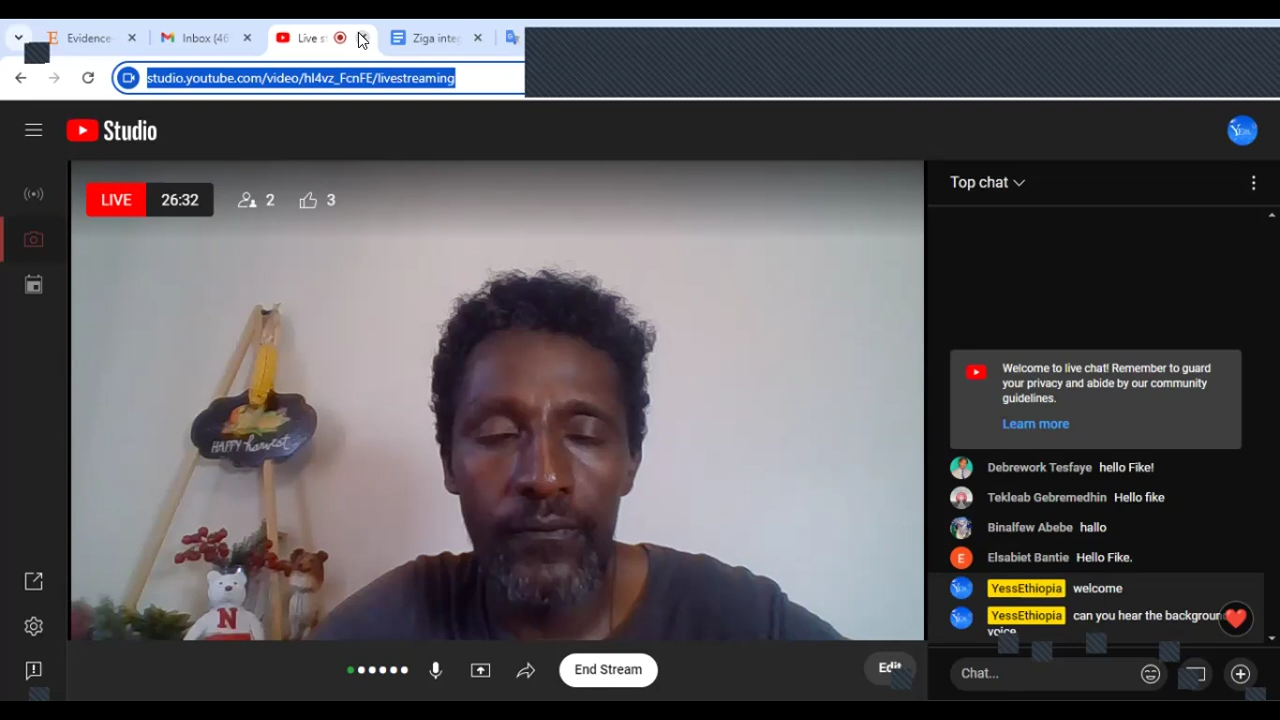 Evidence-
Inbox (46
Live s
Ziga inte
studio.youtube.com/video/hl4vz_FcnFE/livestreaming
Studio
LIVE 26:32 2 3
Top chat
HAPPY harvest
N
Welcome to live chat! Remember to guard
your privacy and abide by our community
guidelines.
Learn more
Debrework Tesfaye hello Fike!
Tekleab Gebremedhin Hello fike
Binalfew Abebe hallo
E Elsabiet Bantie Hello Fike.
YessEthiopia welcome
YessEthiopia can you hear the background
voice
End Stream
Edit
Chat...